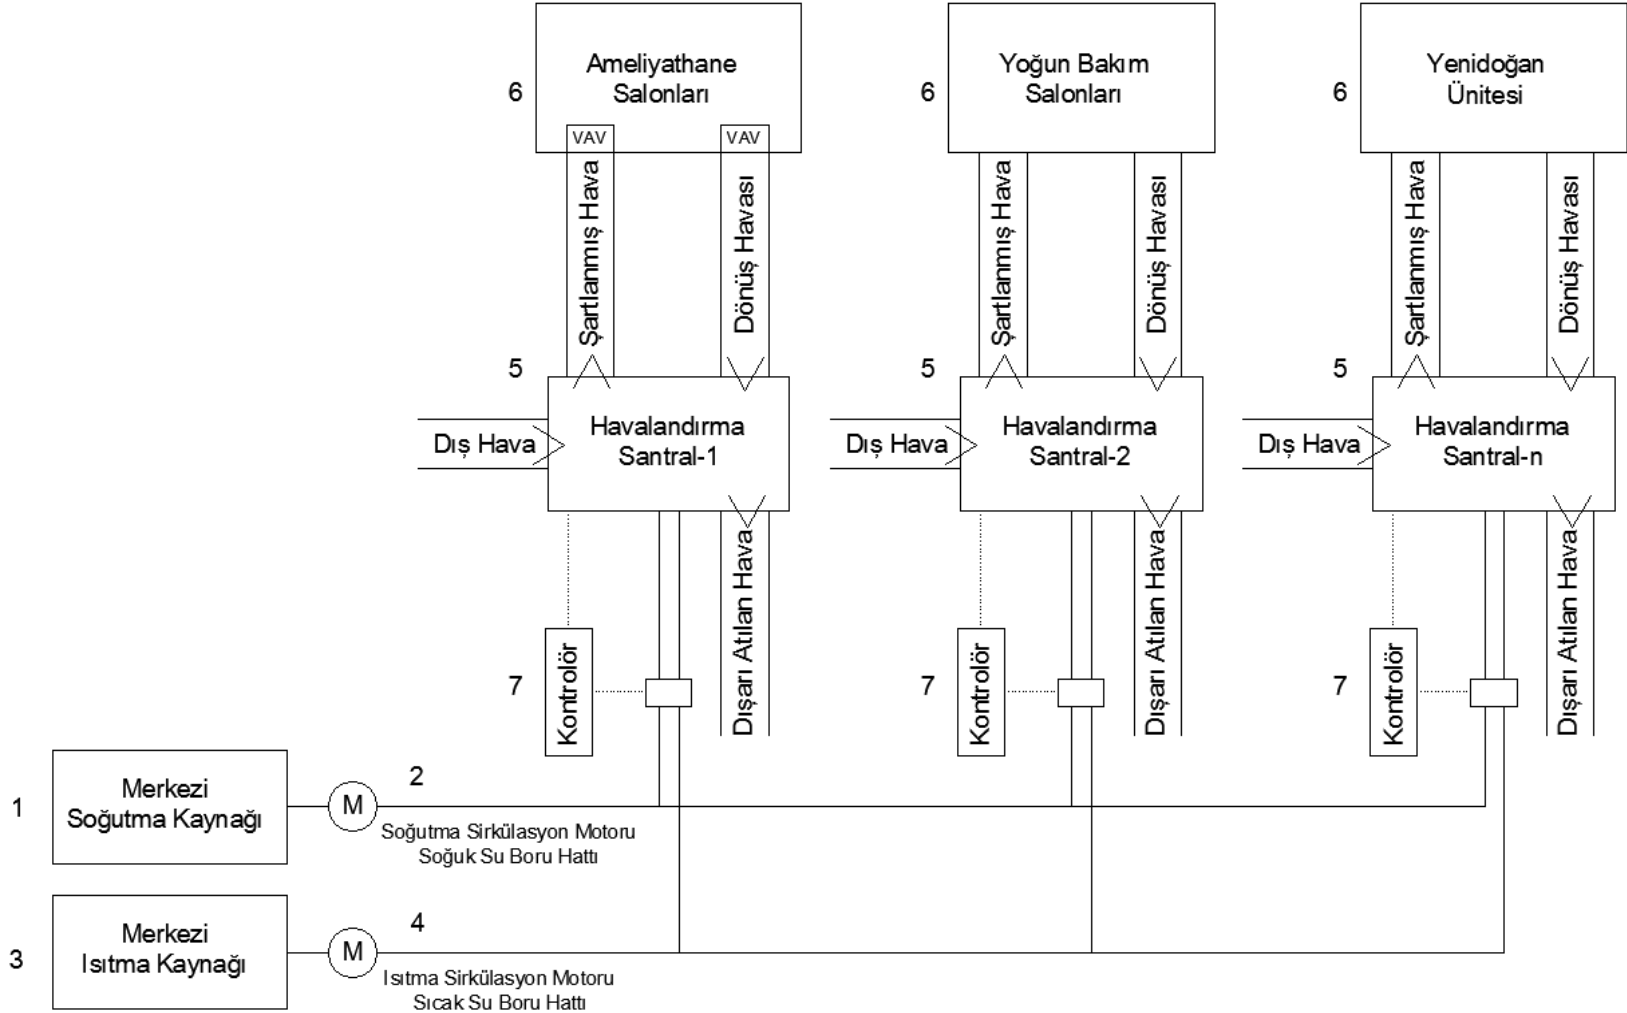 Ameliyathane
Salonları
6
VAV
VAV
Yoğun Bakım
Salonları
6
Yenidoğan
Ünitesi
6
Şartlanmış Hava
Dönüş Havası
Şartlanmış Hava
Dönüş Havası
Şartlanmış Hava
Dönüş Havası
5
Dış Hava
Havalandırma
Santral-1
5
Dış Hava
Havalandırma
Santral-2
5
Dış Hava
Havalandırma
Santral-n
7
Kontrolör
Dışarı Atılan Hava
7
Kontrolör
Dışarı Atılan Hava
7
Kontrolör
Dışarı Atılan Hava
1
Merkezi
Soğutma Kaynağı
M
2
Soğutma Sirkülasyon Motoru
Soğuk Su Boru Hattı
3
Merkezi
Isıtma Kaynağı
M
4
Isıtma Sirkülasyon Motoru
Sıcak Su Boru Hattı